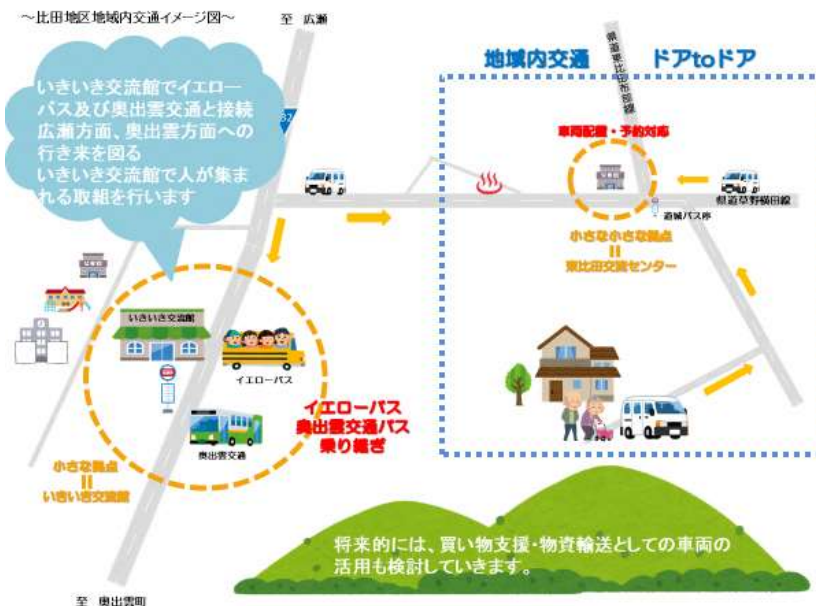 ～比田地区地域内交通イメージ図～
至 広瀬
いきいき交流館でイエロー
バス及び奥出雲交通と接続
広瀬方面、奥出雲方面への
行き来を図る
いきいき交流館で人が集ま
れる取組を行います
地域内交通 ドアtoドア
県道東比田布部線
車両配置・予約対応
県道草野横田線
道城バス停
小さな小さな拠点
＝
東比田交流センター
いきいき交流館
イエローバス
イエローバス
奥出雲交通バス
乗り継ぎ
奥出雲交通
小さな拠点
＝
いきいき交流館
将来的には、買い物支援・物資輸送としての車両の
活用も検討していきます。
至 奥出雲町